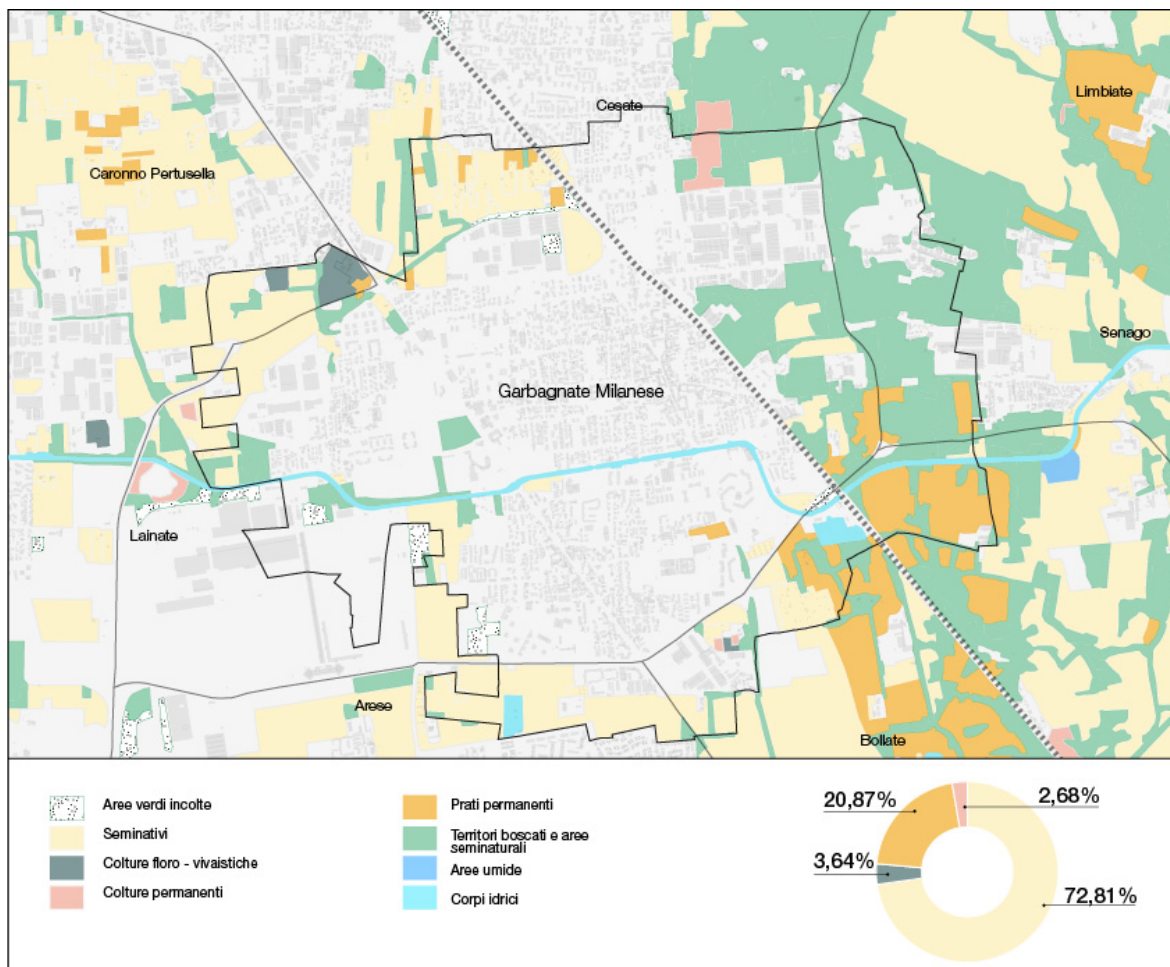 Cesate
Limbiate
Caronno Pertusella
Senago
Garbagnate Milanese
Lainate
Arese
Bollate
Aree verdi incolte
Seminativi
Colture floro - vivaistiche
Colture permanenti
Prati permanenti
Territori boscati e aree
seminaturali
Aree umide
Corpi idrici
20,87%
2,68%
3,64%
72,81%